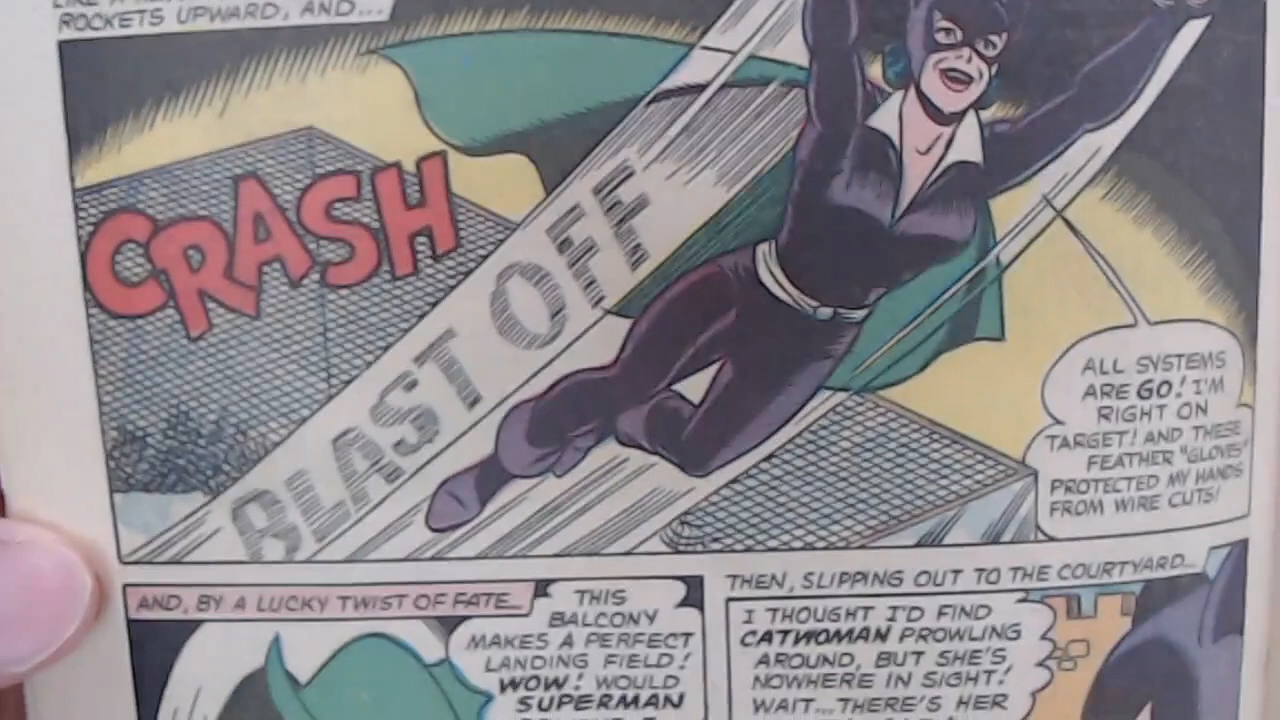 ROCKETS UPWARD, AND...
CRASH
BLAST OFF
ALL SYSTEMS
ARE GO! I'M
RIGHT ON
TARGET! AND THESE
FEATHER "GLOVES"
PROTECTED MY HANDS
FROM WIRE CUTS!
AND, BY A LUCKY TWIST OF FATE...
THIS
BALCONY
MAKES A PERFECT
LANDING FIELD!
WOW! WOULD
SUPERMAN
THEN, SLIPPING OUT TO THE COURTYARD...
I THOUGHT I'D FIND
CATWOMAN PROWLING
AROUND, BUT SHE'S
NOWHERE IN SIGHT!
WAIT...THERE'S HER